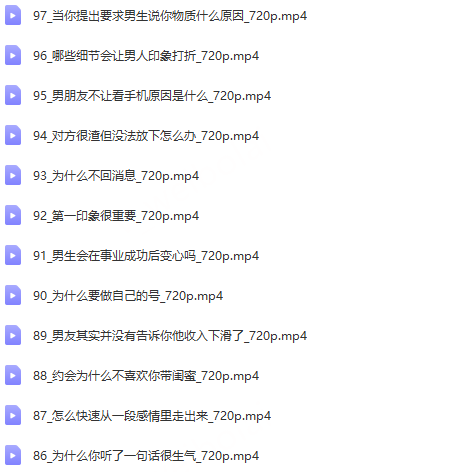 97_当你提出要求男生说你物质什么原因_720p.mp4
96_哪些细节会让男人印象打折_720p.mp4
95_男朋友不让看手机原因是什么_720p.mp4
94_对方很渣但没法放下怎么办_720p.mp4
93_为什么不回消息_720p.mp4
92_第一印象很重要_720p.mp4
91_男生会在事业成功后变心吗_720p.mp4
90_为什么要做自己的号_720p.mp4
89_男友其实并没有告诉你他收入下滑了_720p.mp4
88_约会为什么不喜欢你带闺蜜_720p.mp4
87_怎么快速从一段感情里走出来_720p.mp4
86_为什么你听了一句话很生气_720p.mp4